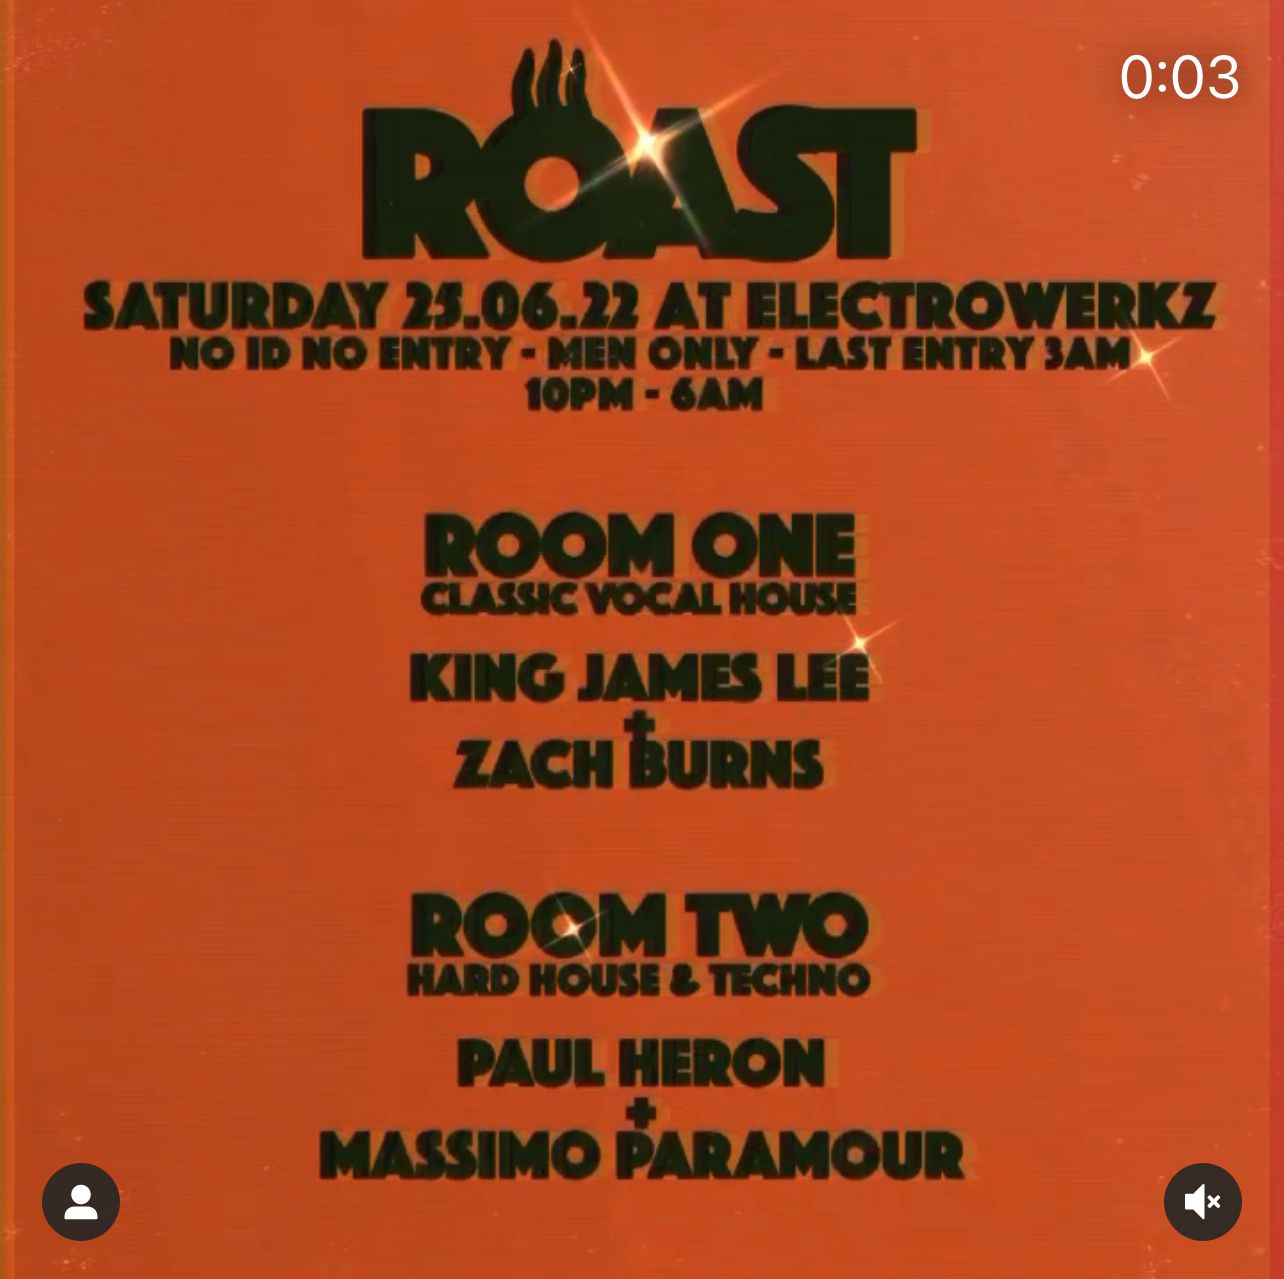 0:03
ROAST
SATURDAY 25.06.22 AT ELECTROWERKZ
NO ID NO ENTRY - MEN ONLY - LAST ENTRY 3AM
10PM - 6AM
ROOM ONE
CLASSIC VOCAL HOUSE
KING JAMES LEE
+
ZACH BURNS
ROOM TWO
HARD HOUSE & TECHNO
PAUL HERON
+
MASSIMO PARAMOUR